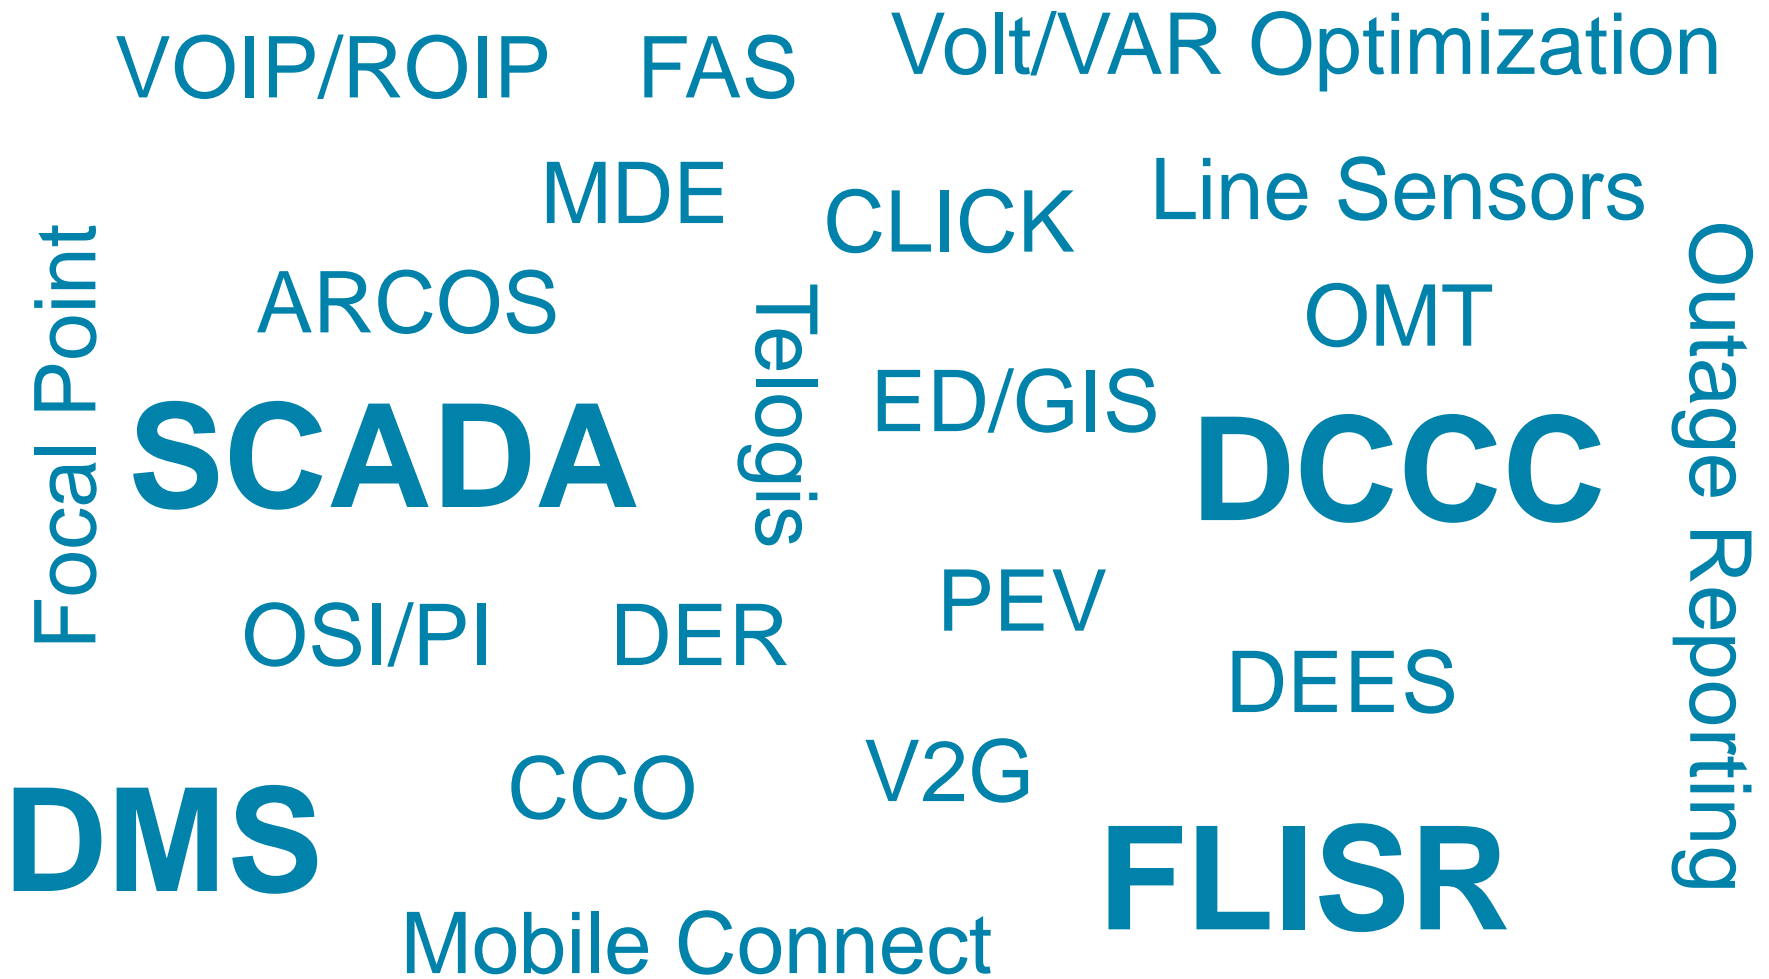 VOIP/ROIP
FAS
Volt/VAR Optimization
MDE
CLICK
Line Sensors
Focal Point
ARCOS
Telogis
OMT
Outage Reporting
SCADA
ED/GIS
DCCC
OSI/PI
DER
PEV
DEES
DMS
CCO
V2G
FLISR
Mobile Connect